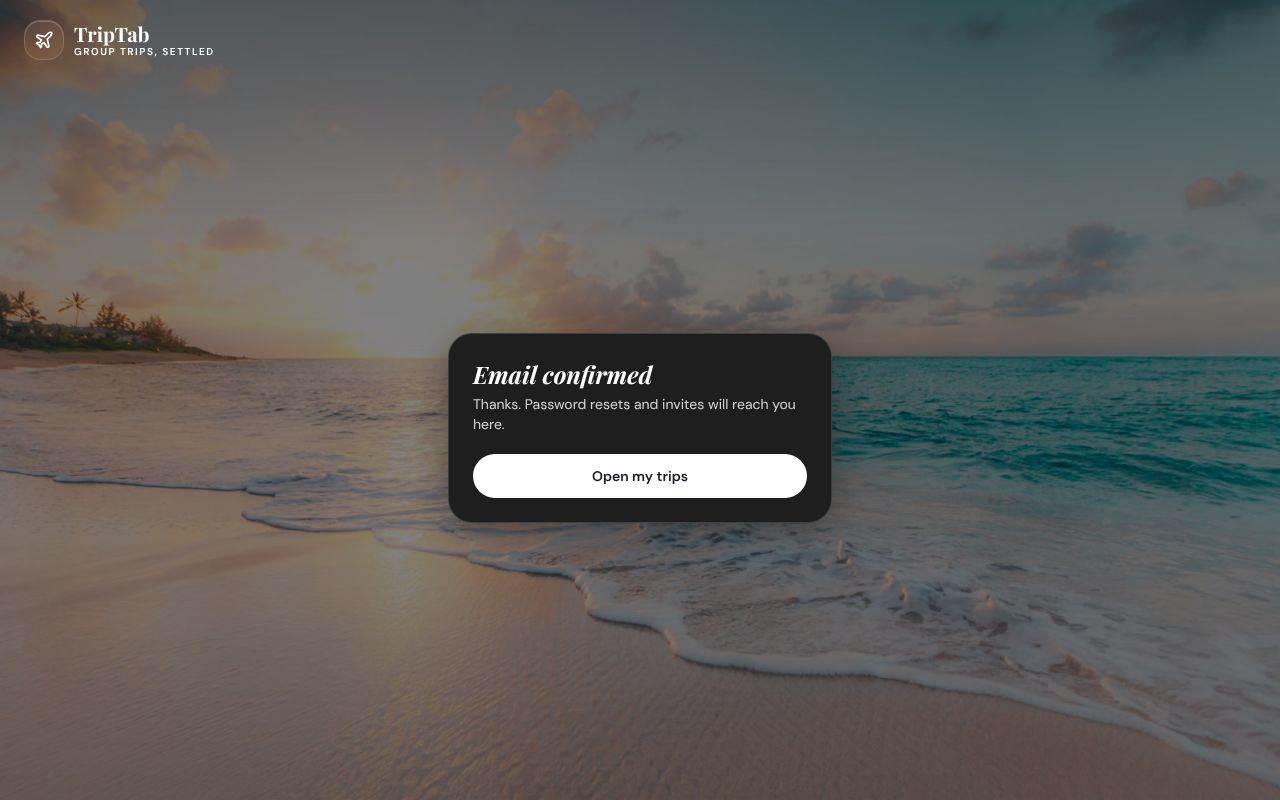 TripTab
GROUP TRIPS, SETTLED
Email confirmed
Thanks. Password resets and invites will reach you
here.
Open my trips